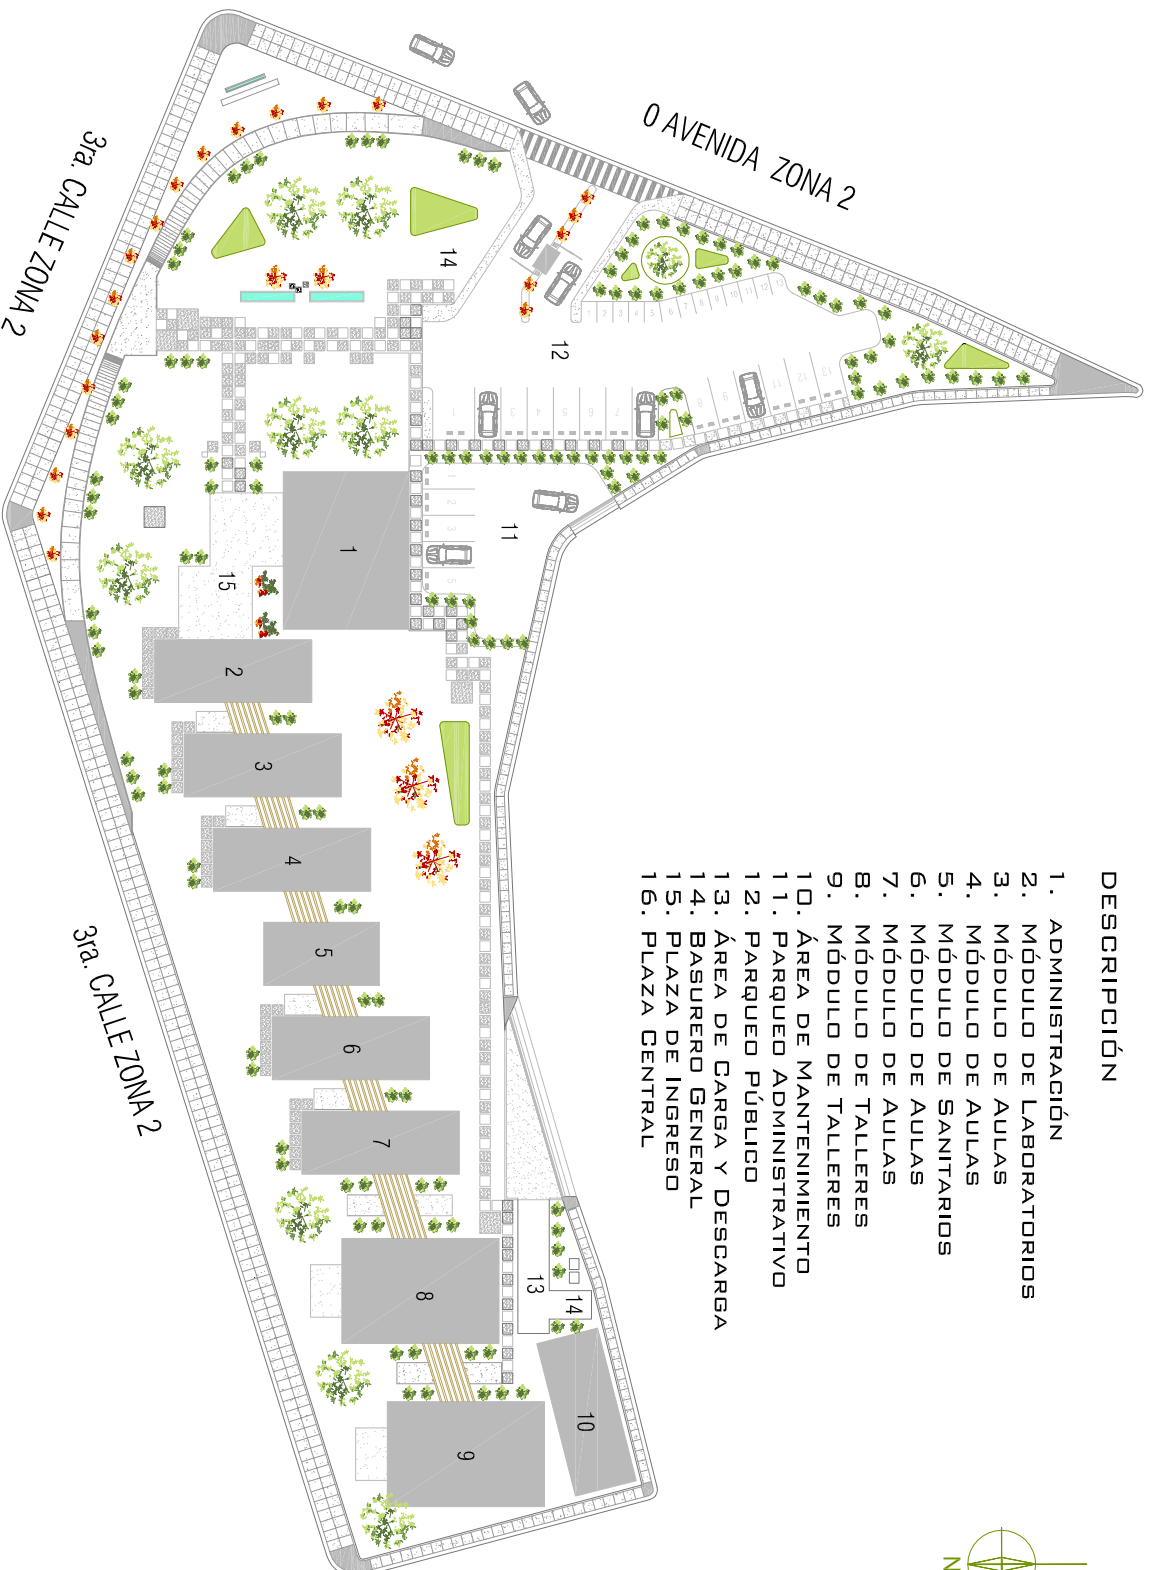 DESCRIPCIÓN
1. ADMINISTRACIÓN
2. MÓDULO DE LABORATORIOS
3. MÓDULO DE AULAS
4. MÓDULO DE AULAS
5. MÓDULO DE SANITARIOS
6. MÓDULO DE AULAS
7. MÓDULO DE AULAS
8. MÓDULO DE TALLERES
9. MÓDULO DE TALLERES
10. ÁREA DE MANTENIMIENTO
11. PARQUEO ADMINISTRATIVO
12. PARQUEO PÚBLICO
13. ÁREA DE CARGA Y DESCARGA
14. BASURERO GENERAL
15. PLAZA DE INGRESO
16. PLAZA CENTRAL
0 AVENIDA ZONA 2
3ra. CALLE ZONA 2
3ra. CALLE ZONA 2
14
12
11
1
15
2
3
4
5
6
7
8
9
13
14
10
N